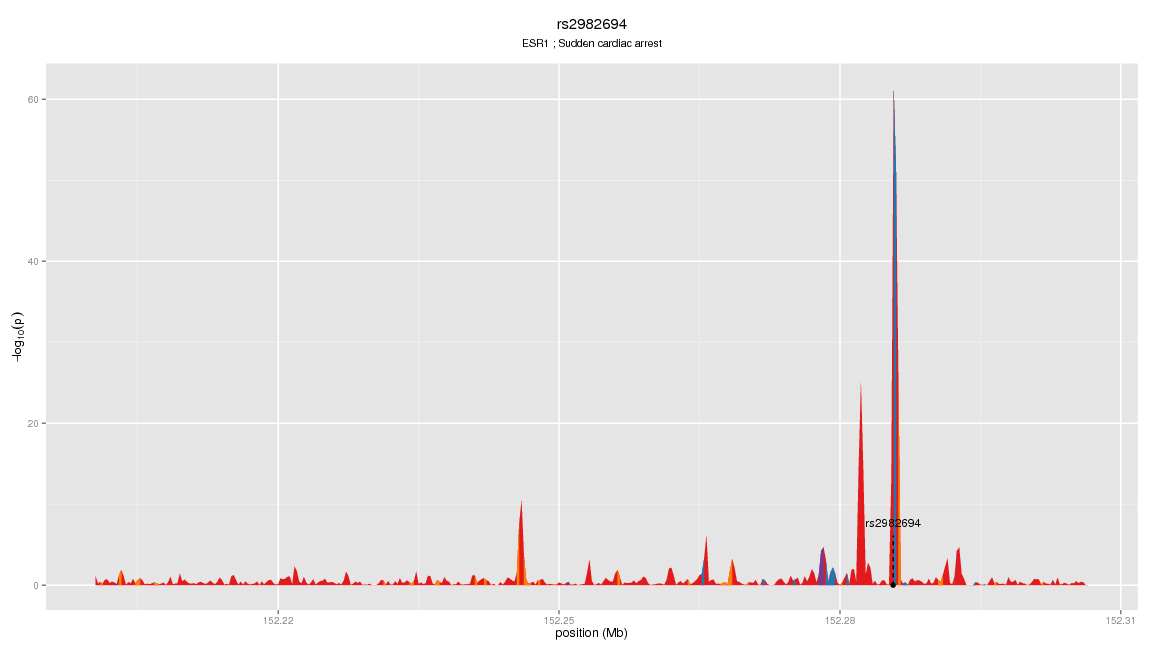 rs2982694
ESR1 ; Sudden cardiac arrest
60
40
20
0
−log10(p)
rs2982694
152.22
152.25
152.28
152.31
position (Mb)